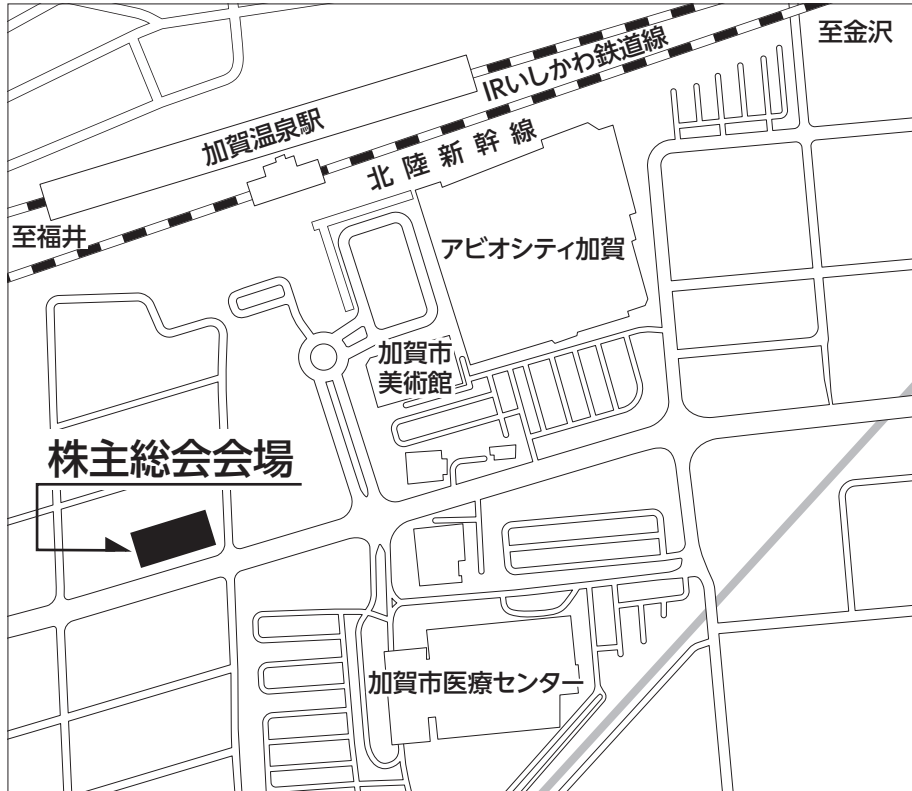 至金沢
IRいしかわ鉄道線
加賀温泉駅
北陸新幹線
至福井
アビオシティ加賀
加賀市
美術館
株主総会会場
加賀市医療センター